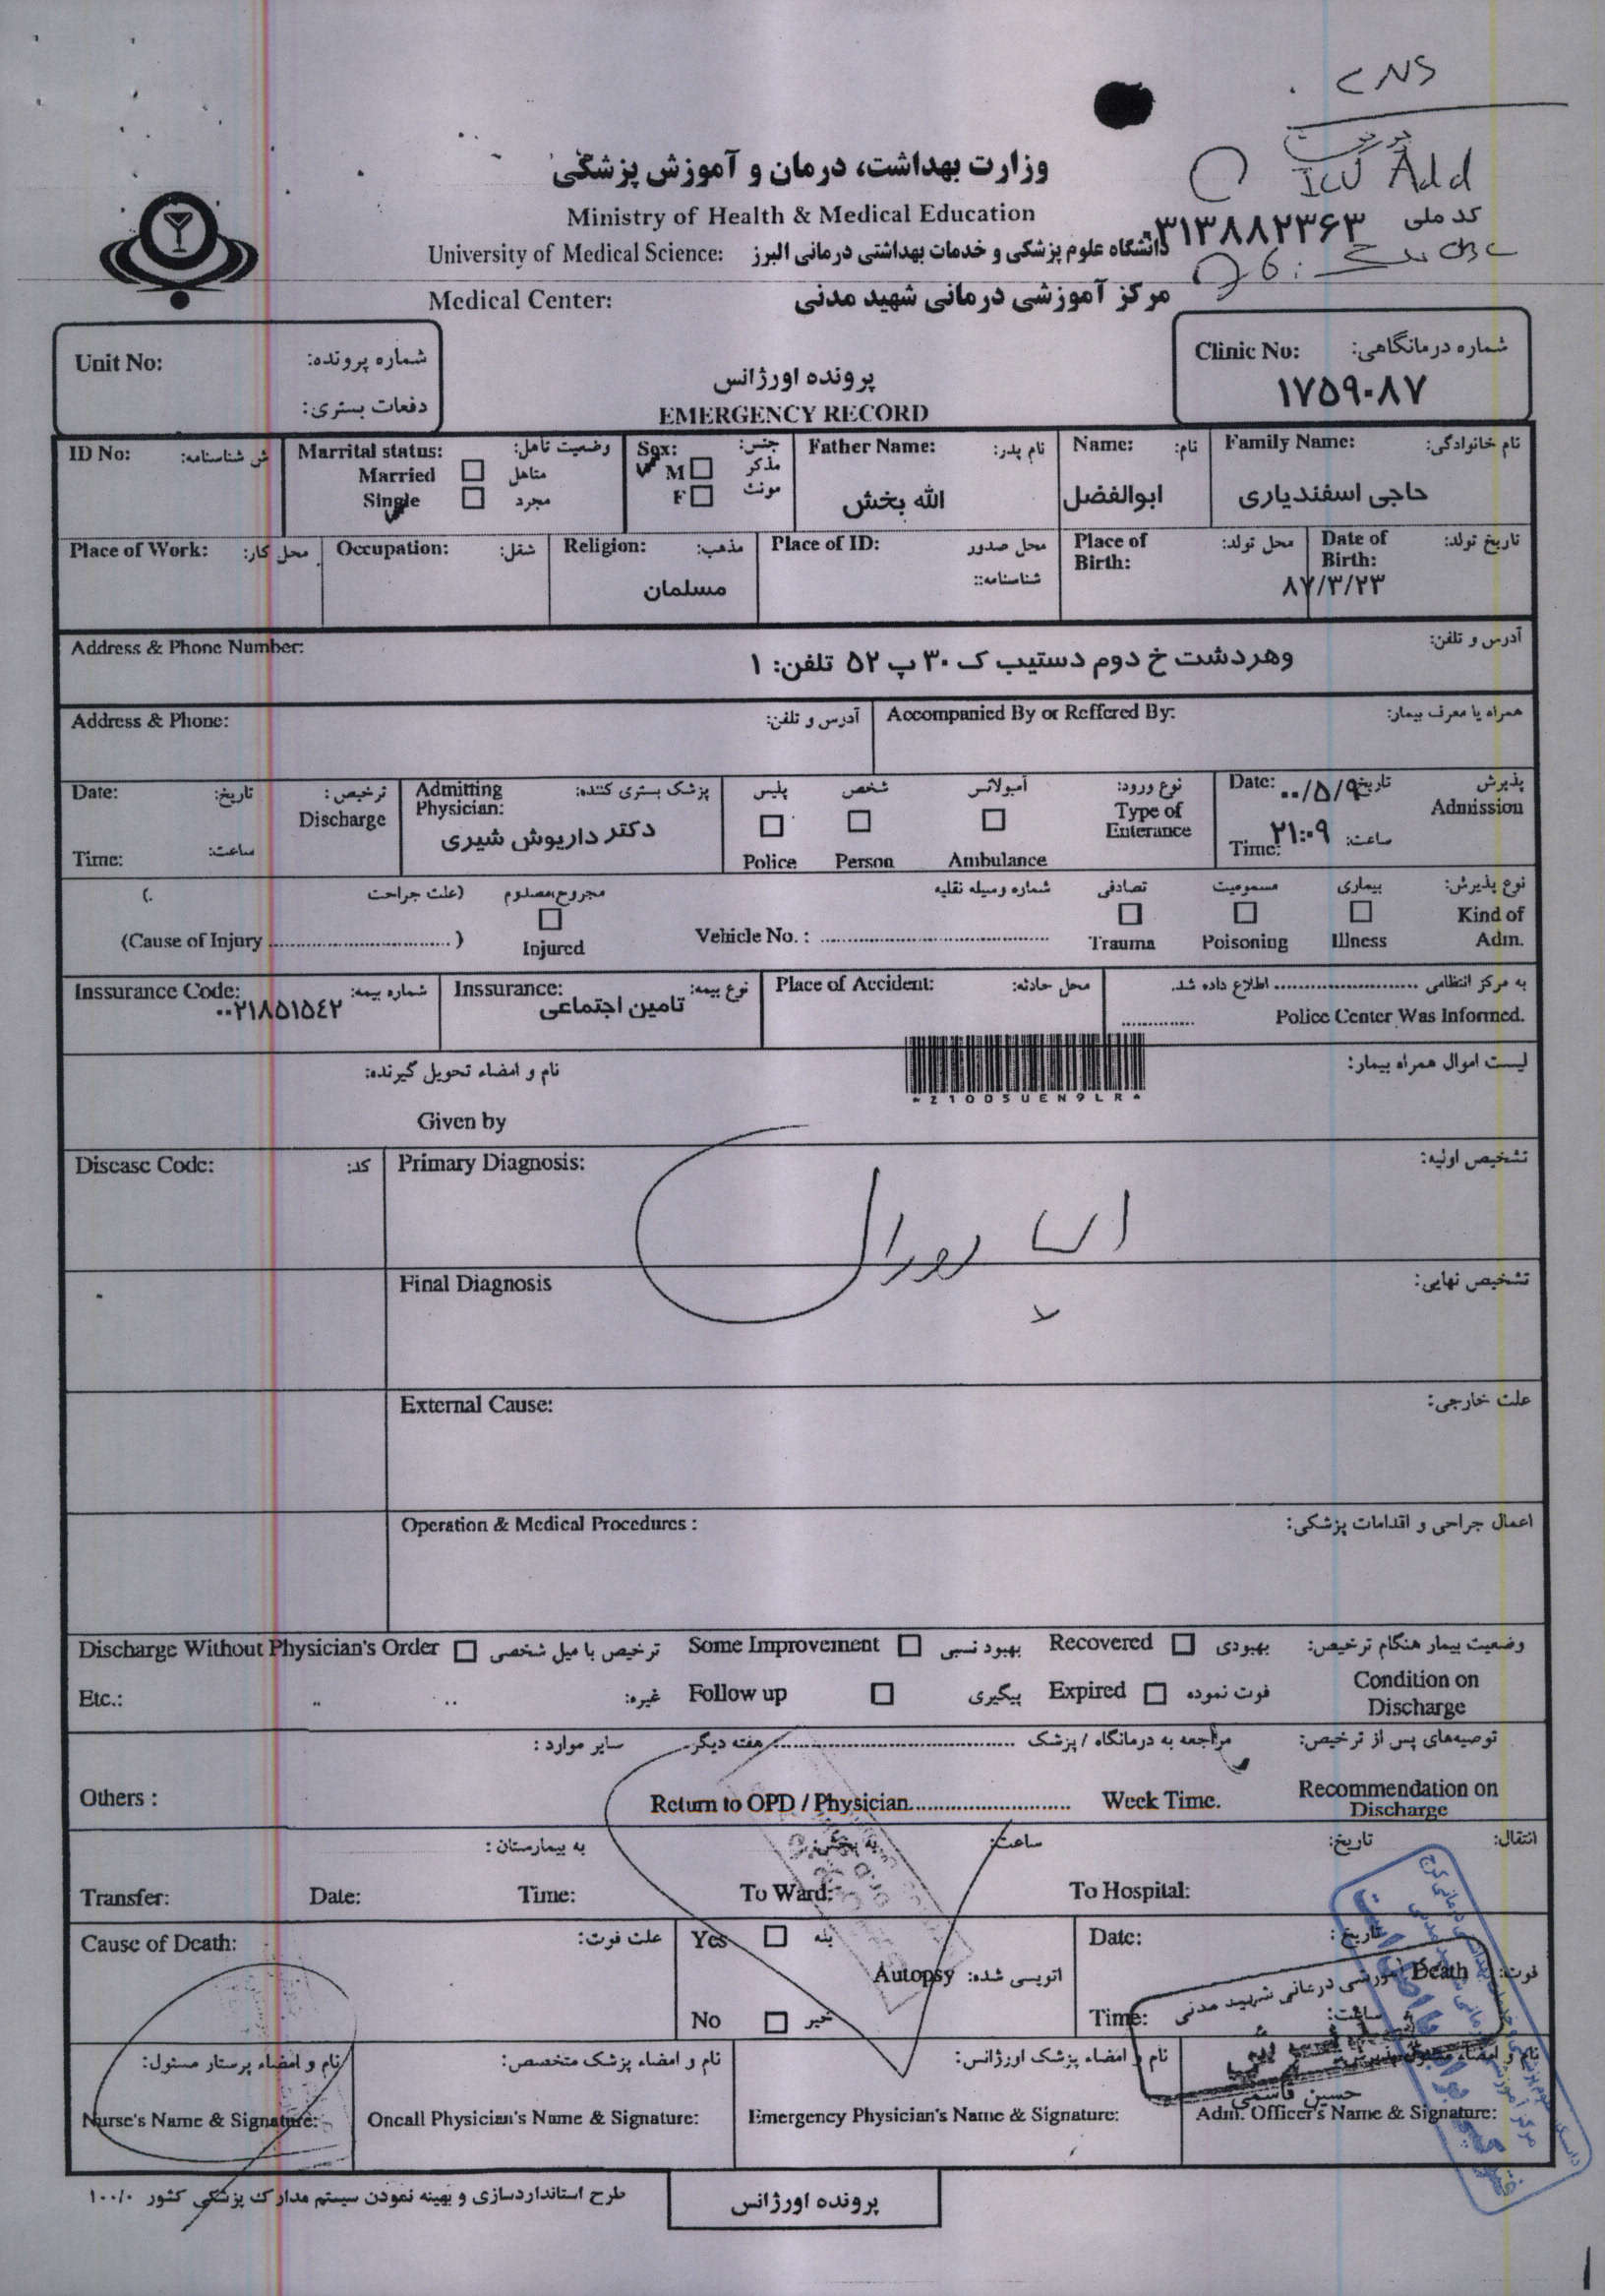 CNS
ICU Add
وزارت بهداشت، درمان و آموزش پزشکی
Ministry of Health & Medical Education
کد ملی ۰۳۱۳۸۸۲۳۶۳
University of Medical Science: دانشگاه علوم پزشکی و خدمات بهداشتی درمانی البرز
CBC
Medical Center: مرکز آموزشی درمانی شهید مدنی
Unit No: شماره پرونده:
دفعات بستری:
پرونده اورژانس
EMERGENCY RECORD
Clinic No: شماره درمانگاهی:
۱۷۵۹۰۸۷
ID No: ش شناسنامه:
Marrital status: وضعیت تاهل:
Married متاهل
Single مجرد
Sex: جنس:
M مذکر
F مونث
Father Name: نام پدر:
الله بخش
Name: نام:
ابوالفضل
Family Name: نام خانوادگی:
حاجی اسفندیاری
Place of Work: محل کار:
Occupation: شغل:
Religion: مذهب:
مسلمان
Place of ID: محل صدور
شناسنامه::
Place of Birth: محل تولد:
Date of Birth: تاریخ تولد:
۸۷/۳/۲۳
Address & Phone Number: آدرس و تلفن:
وهردشت خ دوم دستیب ک ۳۰ پ ۵۲ تلفن: ۱
Address & Phone: آدرس و تلفن:
Accompanied By or Reffered By: همراه یا معرف بیمار:
Date: تاریخ: ترخیص :
Discharge
Time: ساعت:
Admitting Physician: پزشک بستری کننده:
دکتر داریوش شیری
پلیس شخص آمبولانس نوع ورود:
Type of Enterance
Police Person Ambulance
Date: ۰۰/۵/۹ تاریخ پذیرش
Admission
Time: ۲۱:۰۹ ساعت:
(علت جراحت .) مجروح،مصدوم شماره وسیله نقلیه تصادفی مسمومیت بیماری نوع پذیرش:
(Cause of Injury ..............................) Injured Vehicle No. : ...................................... Trauma Poisoning Illness Kind of Adm.
Inssurance Code: شماره بیمه:
۰۰۲۱۸۵۱۵۴۲
Inssurance: نوع بیمه:
تامین اجتماعی
Place of Accident: محل حادثه:
به مرکز انتظامی ........................ اطلاع داده شد.
............ Police Center Was Informed.
نام و امضاء تحویل گیرنده:
Given by
لیست اموال همراه بیمار:
*21005UEN9LR*
Disease Code: کد:
Primary Diagnosis: تشخیص اولیه:
Final Diagnosis تشخیص نهایی:
External Cause: علت خارجی:
Operation & Medical Procedures : اعمال جراحی و اقدامات پزشکی:
Discharge Without Physician's Order ترخیص با میل شخصی Some Improvement بهبود نسبی Recovered بهبودی وضعیت بیمار هنگام ترخیص:
Etc.: غیره: Follow up پیگیری Expired فوت نموده Condition on Discharge
سایر موارد : مراجعه به درمانگاه / پزشک ........................................ هفته دیگر توصیه‌های پس از ترخیص:
Others : Return to OPD / Physician........................... Week Time. Recommendation on Discharge
به بیمارستان : به بخش: ساعت: تاریخ: انتقال:
Transfer: Date: Time: To Ward: To Hospital:
Cause of Death: علت فوت:
Yes بله
Autopsy اتوپسی شده:
No خیر
Date: تاریخ :
Death فوت:
Time: ساعت:
آموزشی درمانی شهید مدنی
نام و امضاء پرستار مسئول:
Nurse's Name & Signature:
نام و امضاء پزشک متخصص:
Oncall Physician's Name & Signature:
نام و امضاء پزشک اورژانس:
Emergency Physician's Name & Signature:
حسین قاسمی
Adm. Officer's Name & Signature:
طرح استانداردسازی و بهینه نمودن سیستم مدارک پزشکی کشور ۱۰۰/۰
پرونده اورژانس